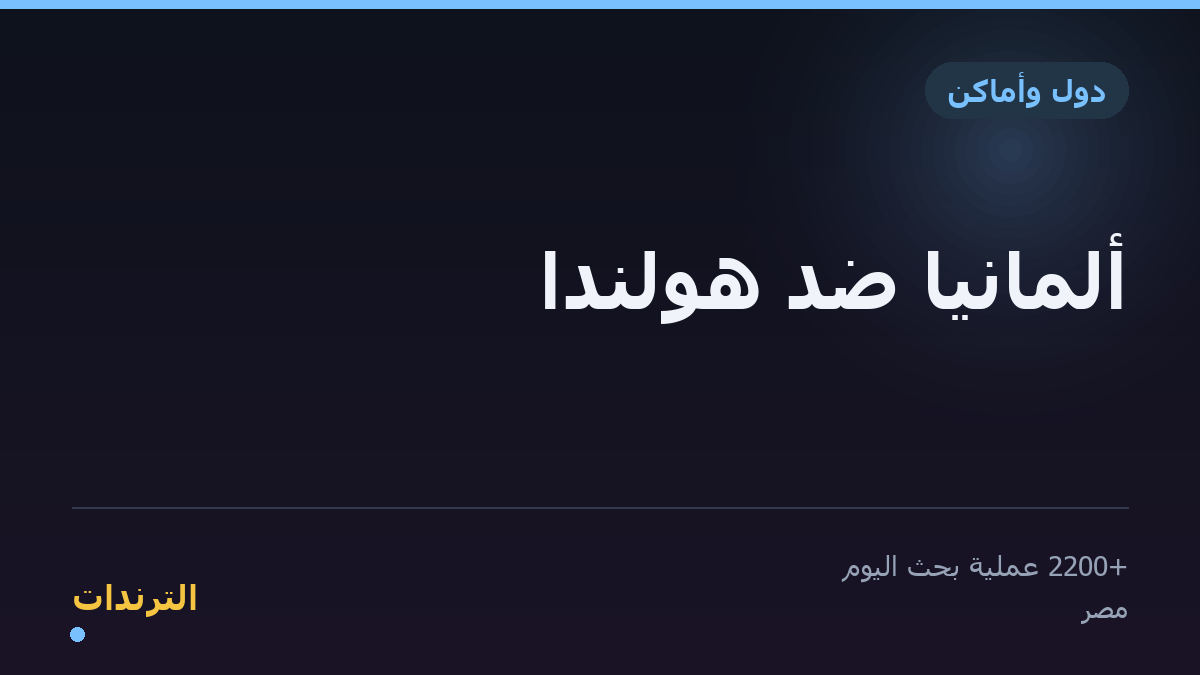 دول وأماكن
ألمانيا ضد هولندا
+2200 عملية بحث اليوم
مصر
الترندات